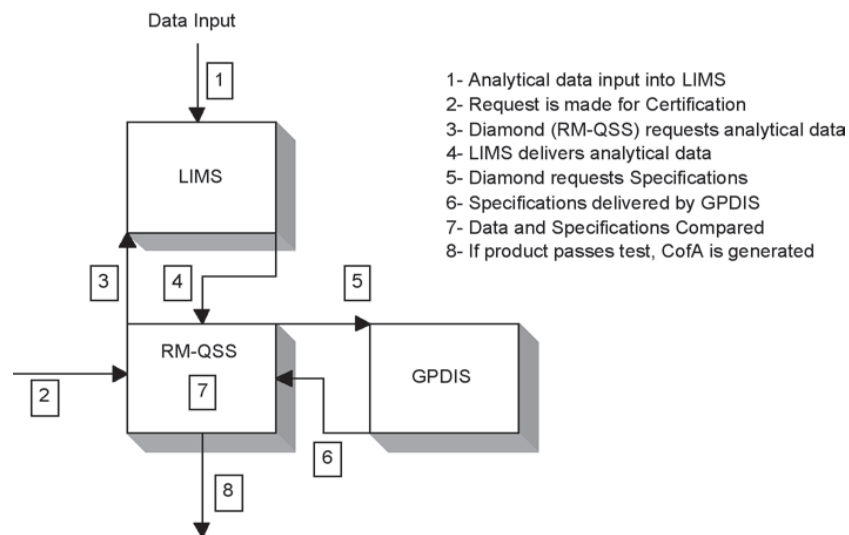 Data Input
1
1- Analytical data input into LIMS
2- Request is made for Certification
3- Diamond (RM-QSS) requests analytical data
4- LIMS delivers analytical data
5- Diamond requests Specifications
6- Specifications delivered by GPDIS
7- Data and Specifications Compared
8- If product passes test, CofA is generated
LIMS
3
4
5
RM-QSS
7
GPDIS
2
6
8